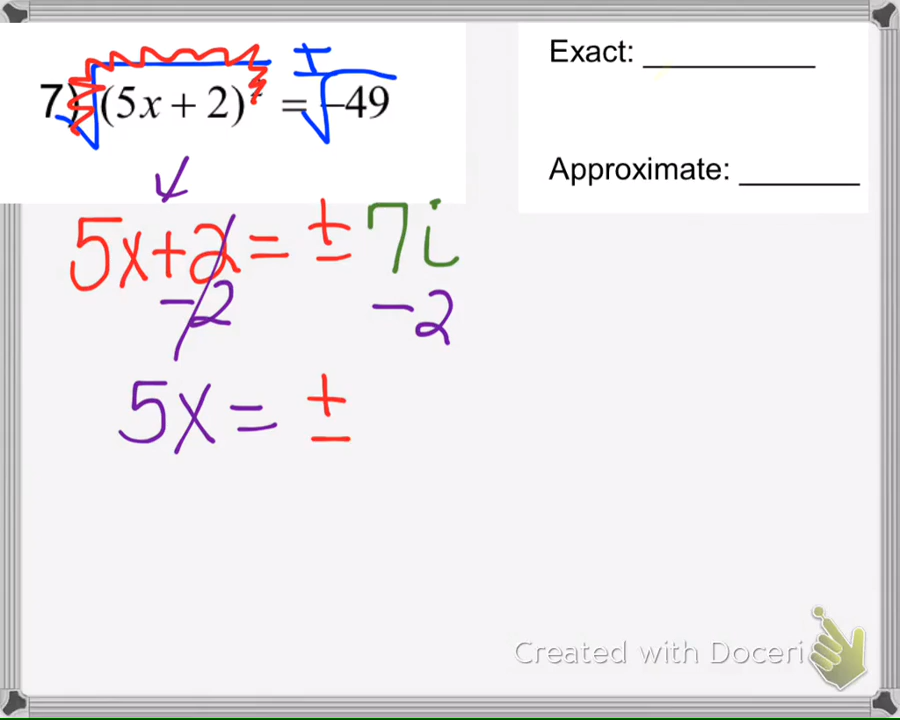 7) √(5x + 2)² = ±√−49
Exact: __________
Approximate: _______
5x+2 = ± 7i
−2 −2
5x = ±
Created with Doceri